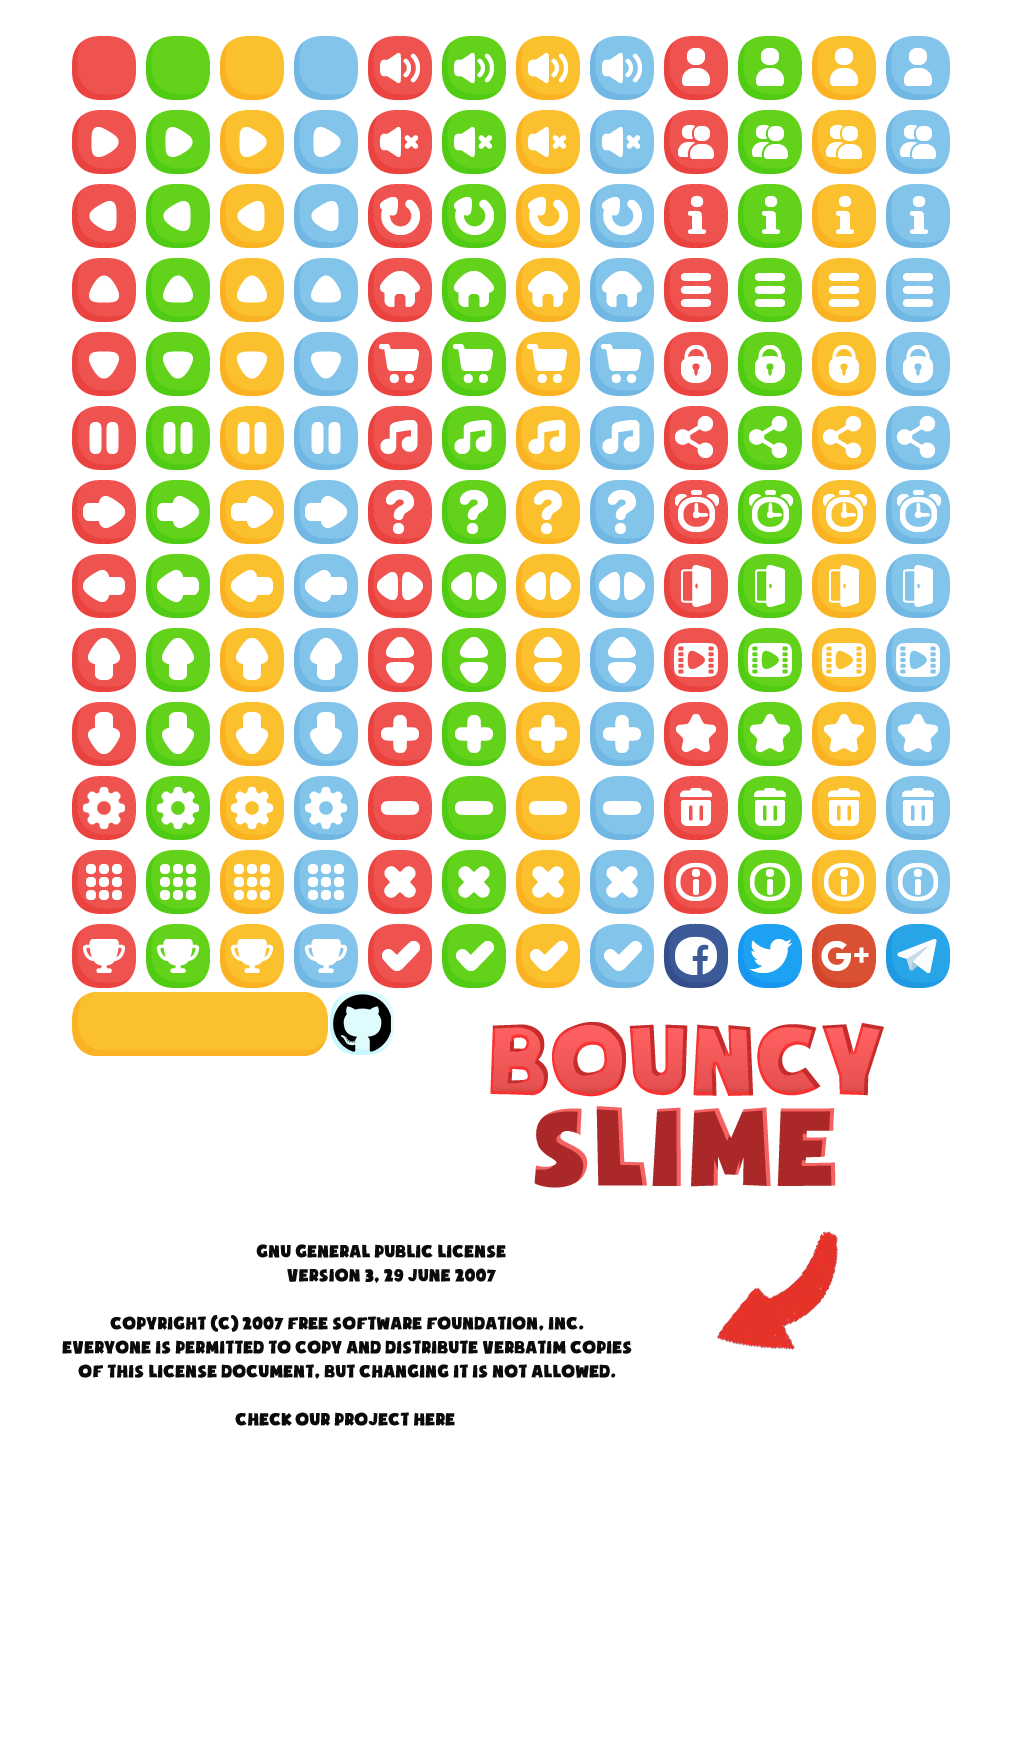 G+
BOUNCY
SLIME
GNU GENERAL PUBLIC LICENSE
VERSION 3, 29 JUNE 2007
COPYRIGHT (C) 2007 FREE SOFTWARE FOUNDATION, INC.
EVERYONE IS PERMITTED TO COPY AND DISTRIBUTE VERBATIM COPIES
OF THIS LICENSE DOCUMENT, BUT CHANGING IT IS NOT ALLOWED.
CHECK OUR PROJECT HERE